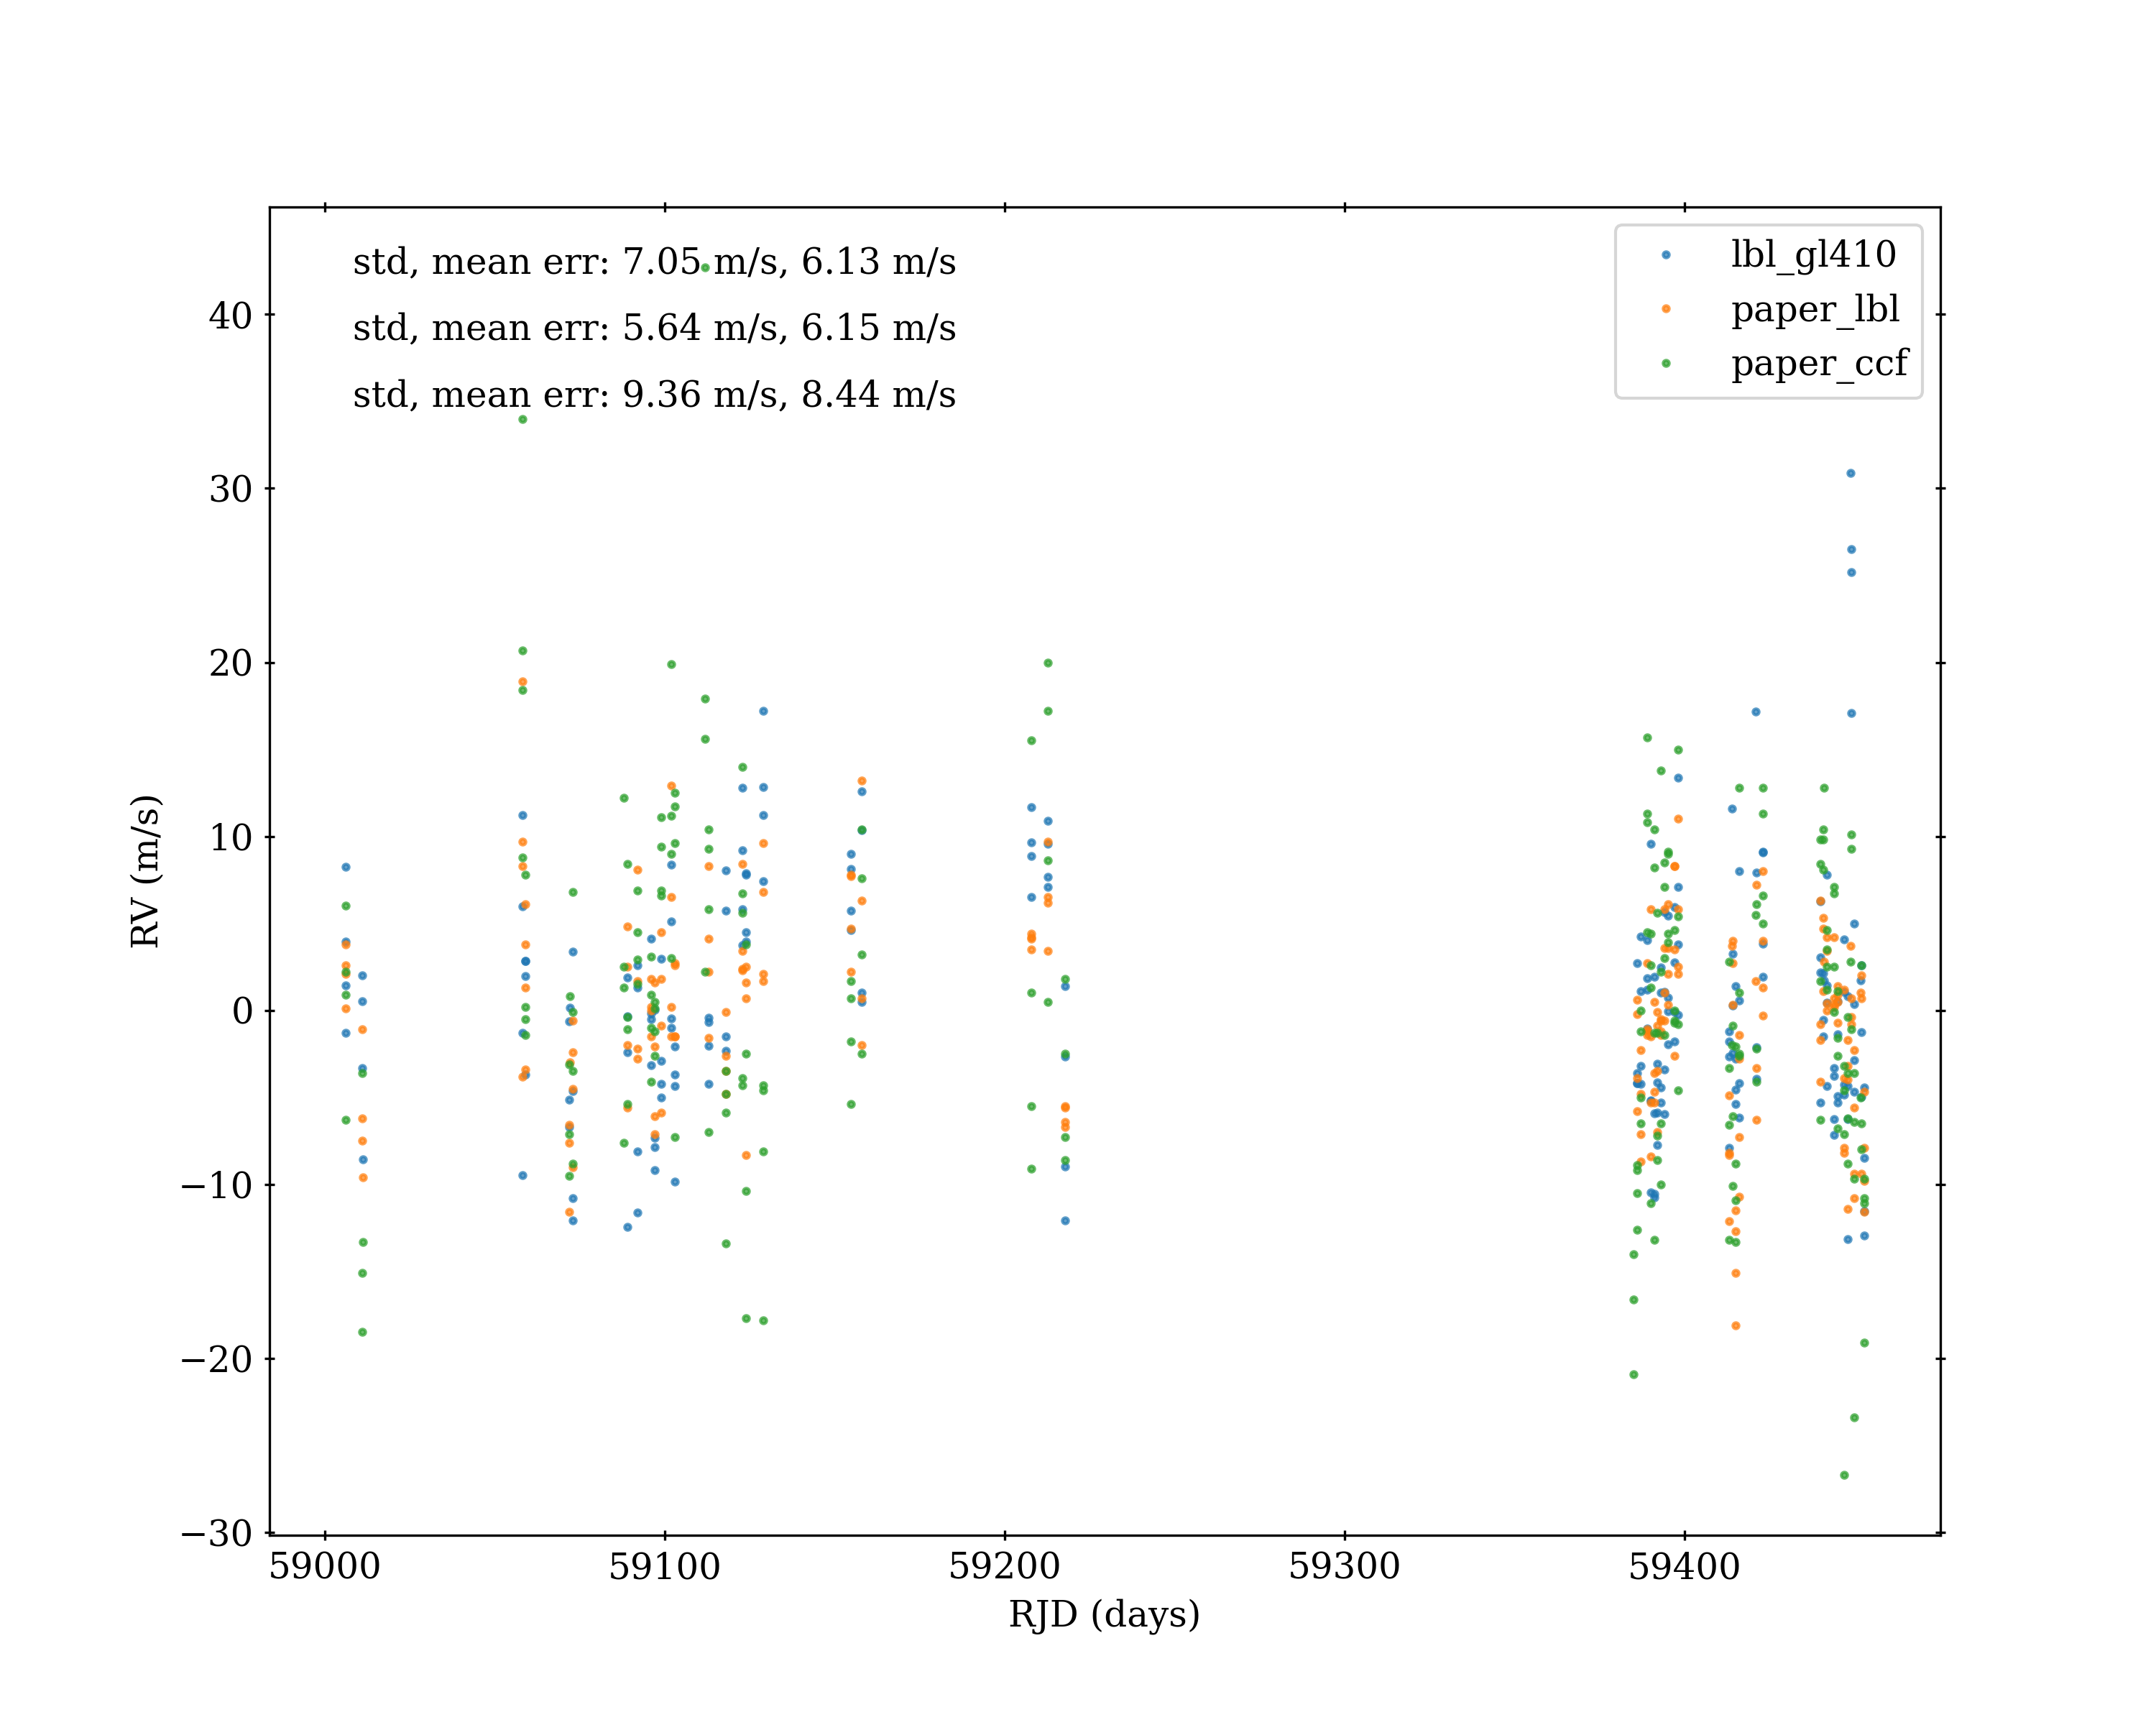 std, mean err: 7.05 m/s, 6.13 m/s
std, mean err: 5.64 m/s, 6.15 m/s
std, mean err: 9.36 m/s, 8.44 m/s
lbl_gl410
paper_lbl
paper_ccf
RV (m/s)
40
30
20
10
0
−10
−20
−30
59000 59100 59200 59300 59400
RJD (days)